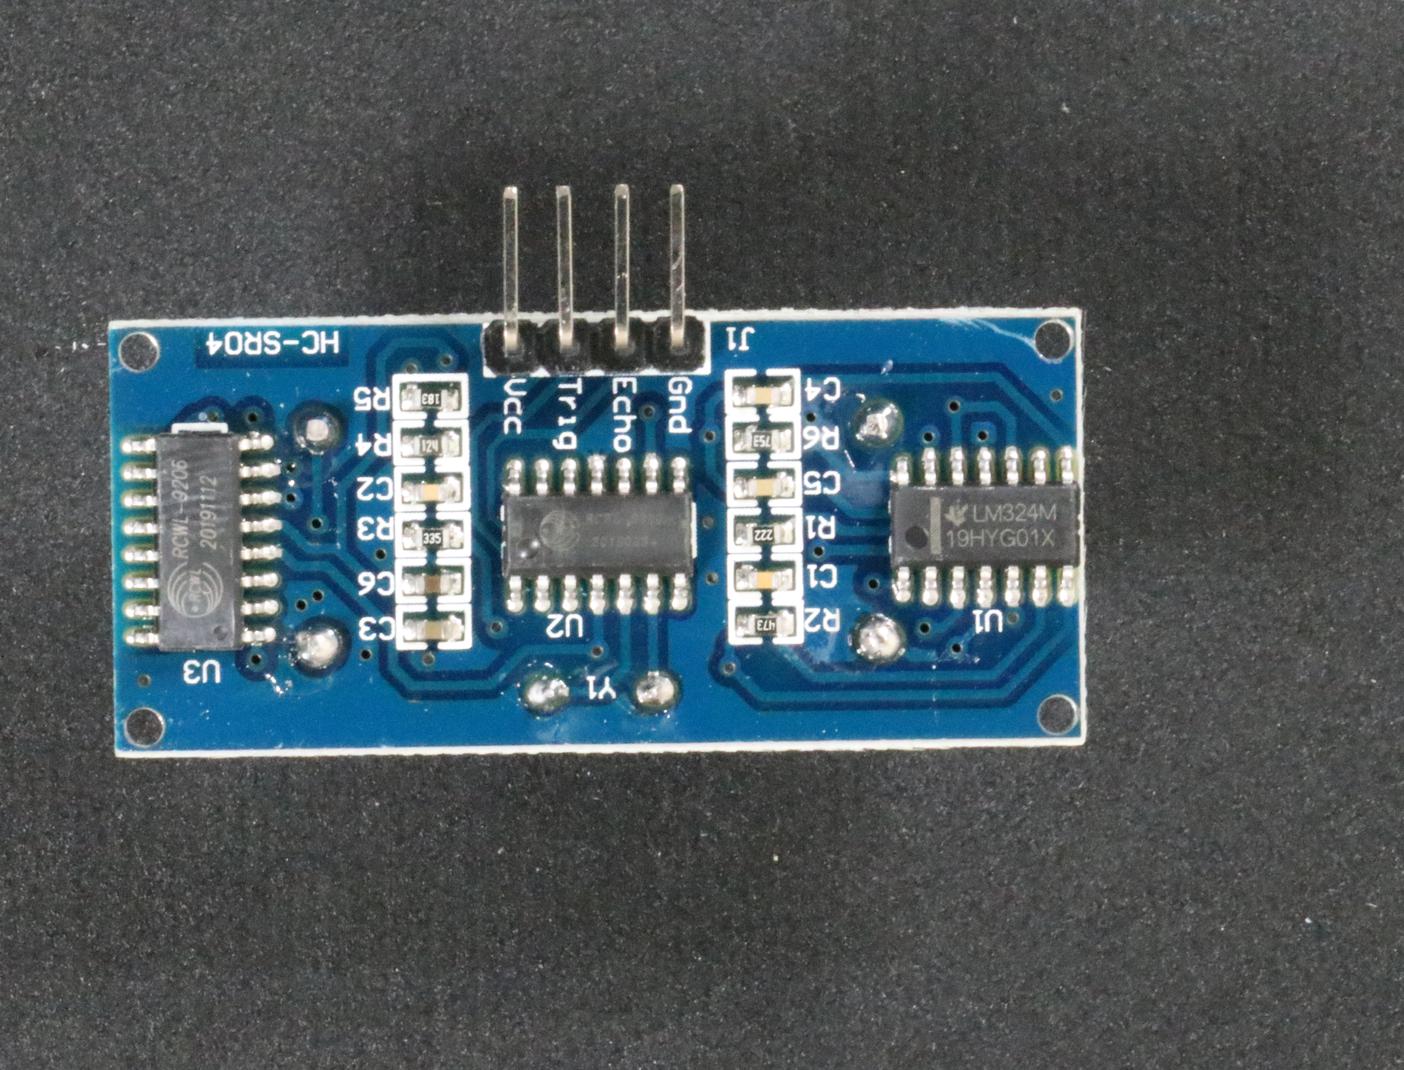 HC-SR04
J1
Vcc
Trig
Echo
Gnd
R5
183
R4
124
C2
R3
335
C6
C3
C4
R6
753
C5
R1
222
C1
R2
473
RCWL-9206
20191112
RCWL
U3
U2
Y1
LM324M
19HYG01X
U1